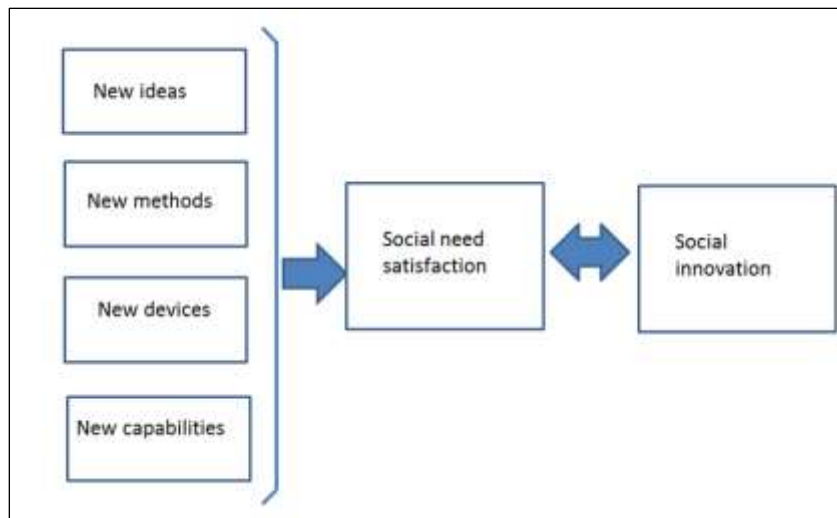 New ideas
New methods
New devices
New capabilities
Social need
satisfaction
Social
innovation